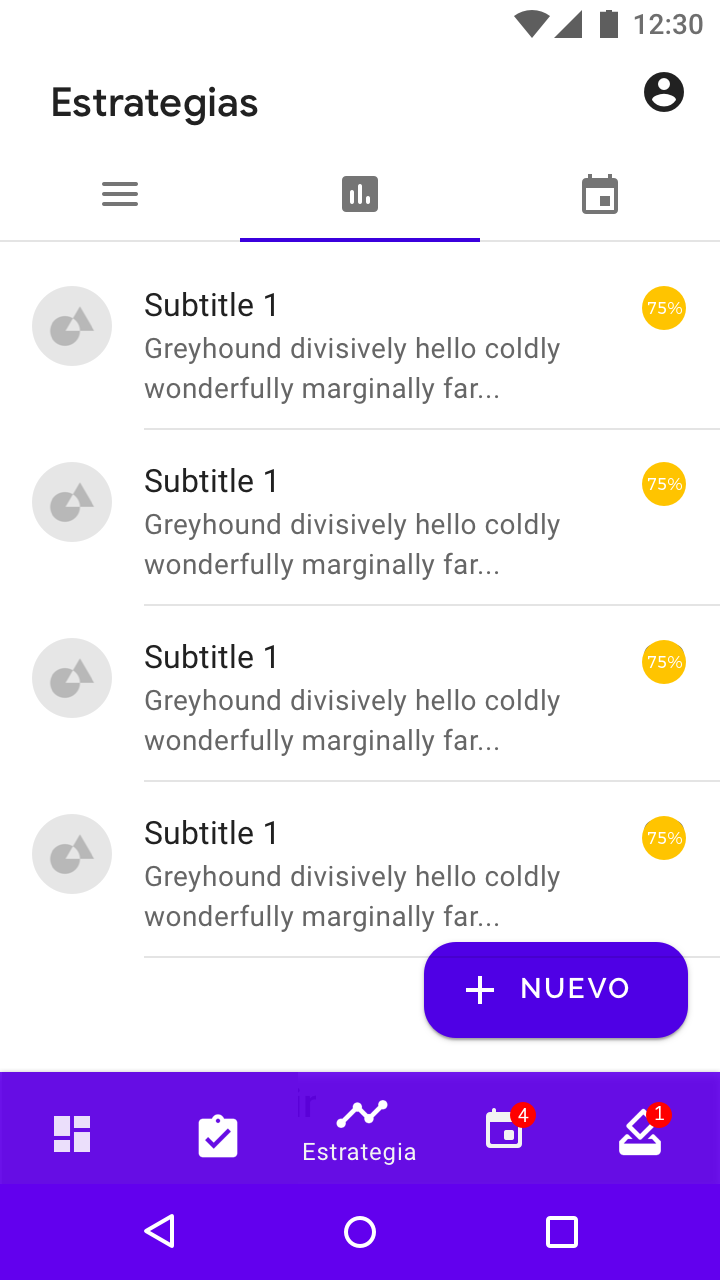 12:30
Estrategias
Subtitle 1
75%
Greyhound divisively hello coldly
wonderfully marginally far...
Subtitle 1
75%
Greyhound divisively hello coldly
wonderfully marginally far...
Subtitle 1
75%
Greyhound divisively hello coldly
wonderfully marginally far...
Subtitle 1
75%
Greyhound divisively hello coldly
wonderfully marginally far...
NUEVO
4
1
Estrategia